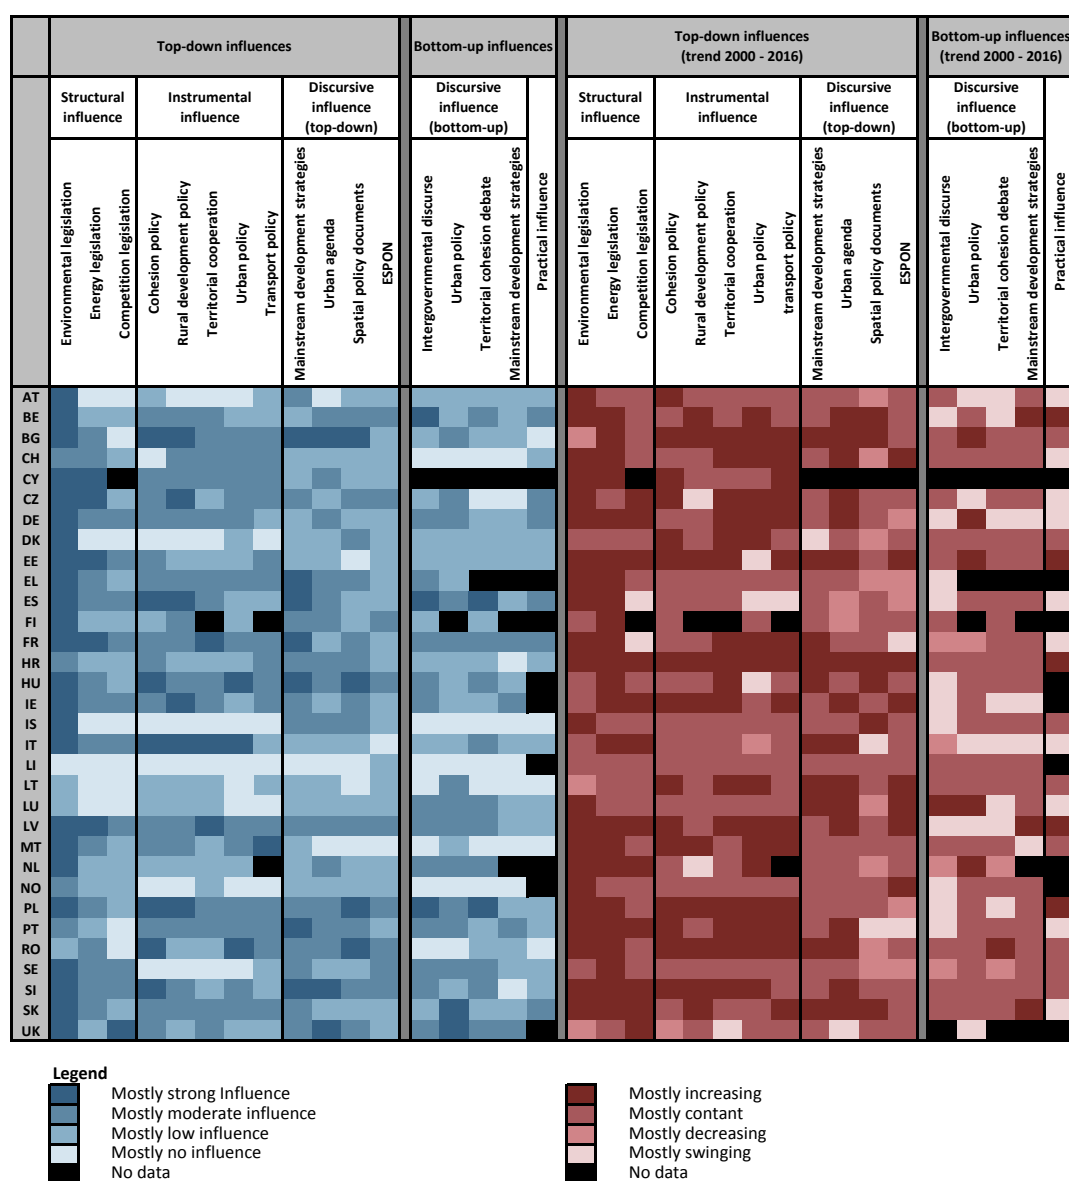 Top-down influences
Bottom-up influences
Top-down influences
(trend 2000 - 2016)
Bottom-up influences
(trend 2000 - 2016)
Structural
influence
Instrumental
influence
Discursive
influence
(top-down)
Discursive
influence
(bottom-up)
Structural
influence
Instrumental
influence
Discursive
influence
(top-down)
Discursive
influence
(bottom-up)
Environmental legislation
Energy legislation
Competition legislation
Cohesion policy
Rural development policy
Territorial cooperation
Urban policy
Transport policy
Mainstream development strategies
Urban agenda
Spatial policy documents
ESPON
Intergovernmental discurse
Urban policy
Territorial cohesion debate
Mainstream development strategies
Practical influence
Environmental legislation
Energy legislation
Competition legislation
Cohesion policy
Rural development policy
Territorial cooperation
Urban policy
transport policy
Mainstream development strategies
Urban agenda
Spatial policy documents
ESPON
Intergovernmental discurse
Urban policy
Territorial cohesion debate
Mainstream development strategies
Practical influence
AT
BE
BG
CH
CY
CZ
DE
DK
EE
EL
ES
FI
FR
HR
HU
IE
IS
IT
LI
LT
LU
LV
MT
NL
NO
PL
PT
RO
SE
SI
SK
UK
Legend
Mostly strong Influence
Mostly moderate influence
Mostly low influence
Mostly no influence
No data
Mostly increasing
Mostly contant
Mostly decreasing
Mostly swinging
No data